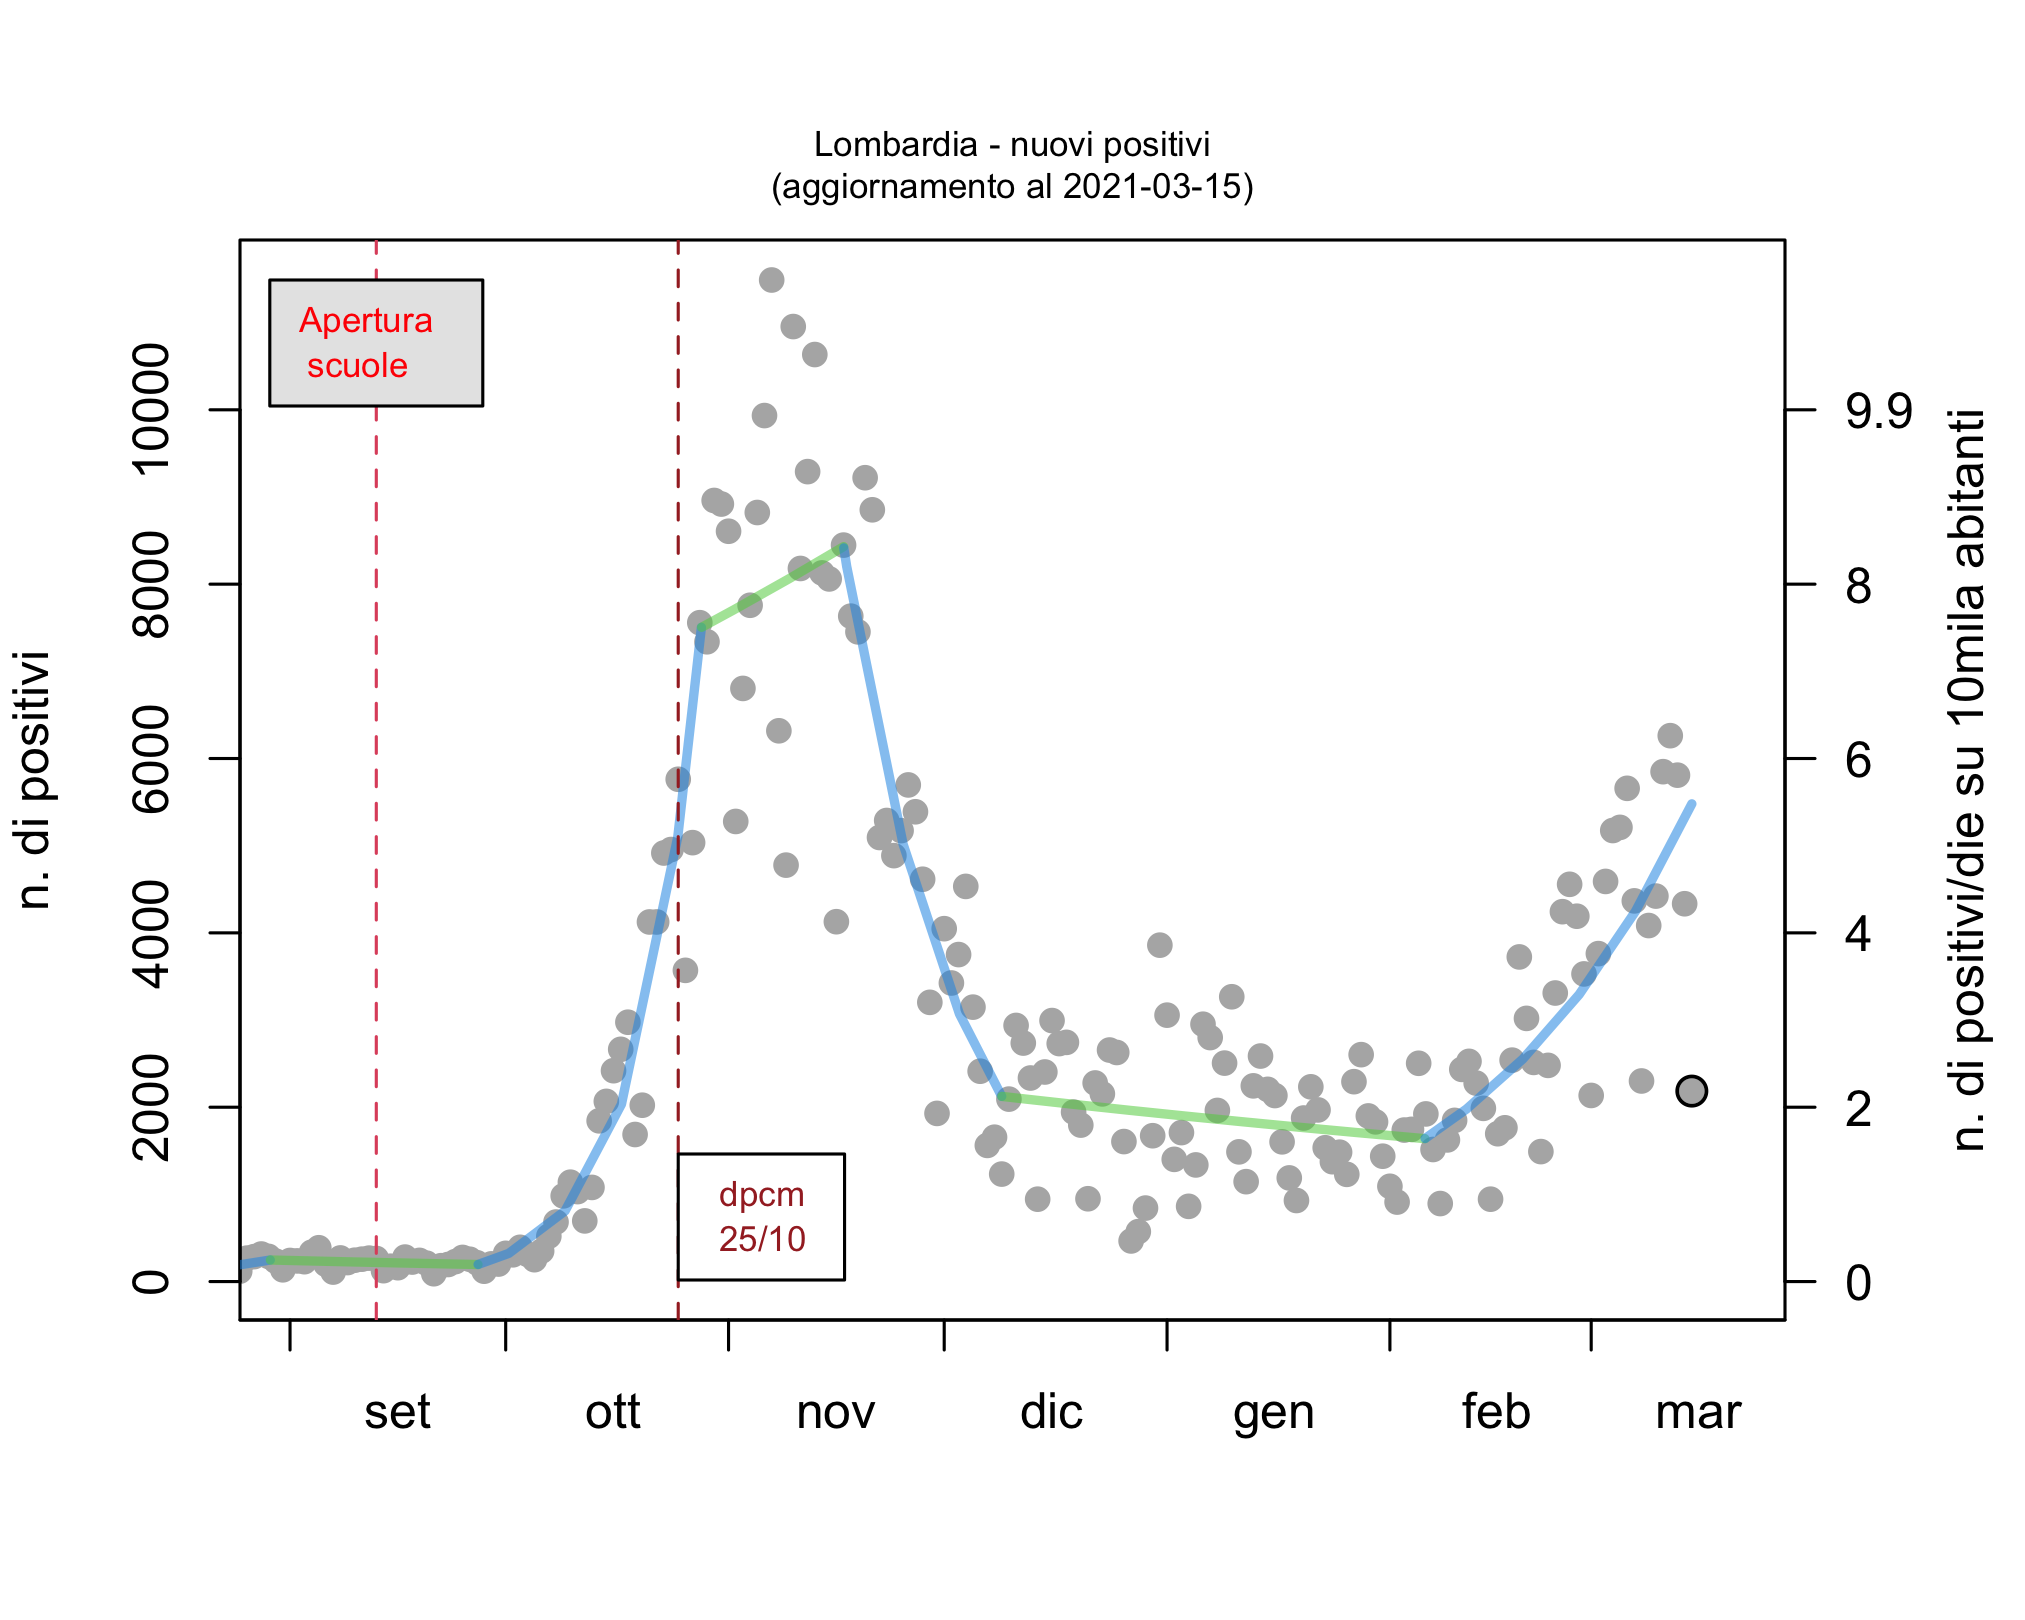 Lombardia - nuovi positivi
(aggiornamento al 2021-03-15)
Apertura
scuole
dpcm
25/10
n. di positivi
10000
8000
6000
4000
2000
0
9.9
8
6
4
2
0
n. di positivi/die su 10mila abitanti
set ott nov dic gen feb mar